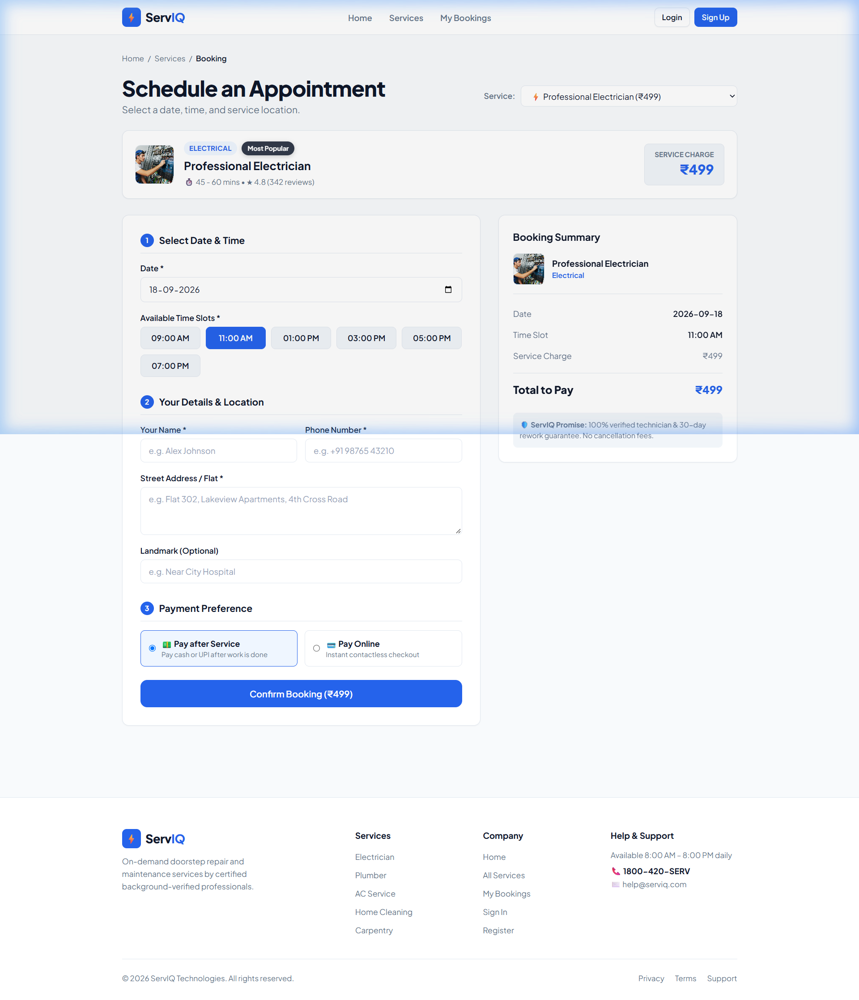 ServIQ
Home Services My Bookings
Login Sign Up
Home / Services / Booking
Schedule an Appointment
Select a date, time, and service location.
Service: ⚡ Professional Electrician (₹499)
ELECTRICAL Most Popular
Professional Electrician
⏱ 45 - 60 mins • ★ 4.8 (342 reviews)
SERVICE CHARGE
₹499
1 Select Date & Time
Date *
18-09-2026
Available Time Slots *
09:00 AM 11:00 AM 01:00 PM 03:00 PM 05:00 PM
07:00 PM
2 Your Details & Location
Your Name * Phone Number *
e.g. Alex Johnson e.g. +91 98765 43210
Street Address / Flat *
e.g. Flat 302, Lakeview Apartments, 4th Cross Road
Landmark (Optional)
e.g. Near City Hospital
3 Payment Preference
💵 Pay after Service
Pay cash or UPI after work is done
💳 Pay Online
Instant contactless checkout
Confirm Booking (₹499)
Booking Summary
Professional Electrician
Electrical
Date 2026-09-18
Time Slot 11:00 AM
Service Charge ₹499
Total to Pay ₹499
🛡️ ServIQ Promise: 100% verified technician & 30-day
rework guarantee. No cancellation fees.
ServIQ
On-demand doorstep repair and
maintenance services by certified
background-verified professionals.
Services
Electrician
Plumber
AC Service
Home Cleaning
Carpentry
Company
Home
All Services
My Bookings
Sign In
Register
Help & Support
Available 8:00 AM – 8:00 PM daily
📞 1800-420-SERV
✉️ help@serviq.com
© 2026 ServIQ Technologies. All rights reserved.
Privacy Terms Support